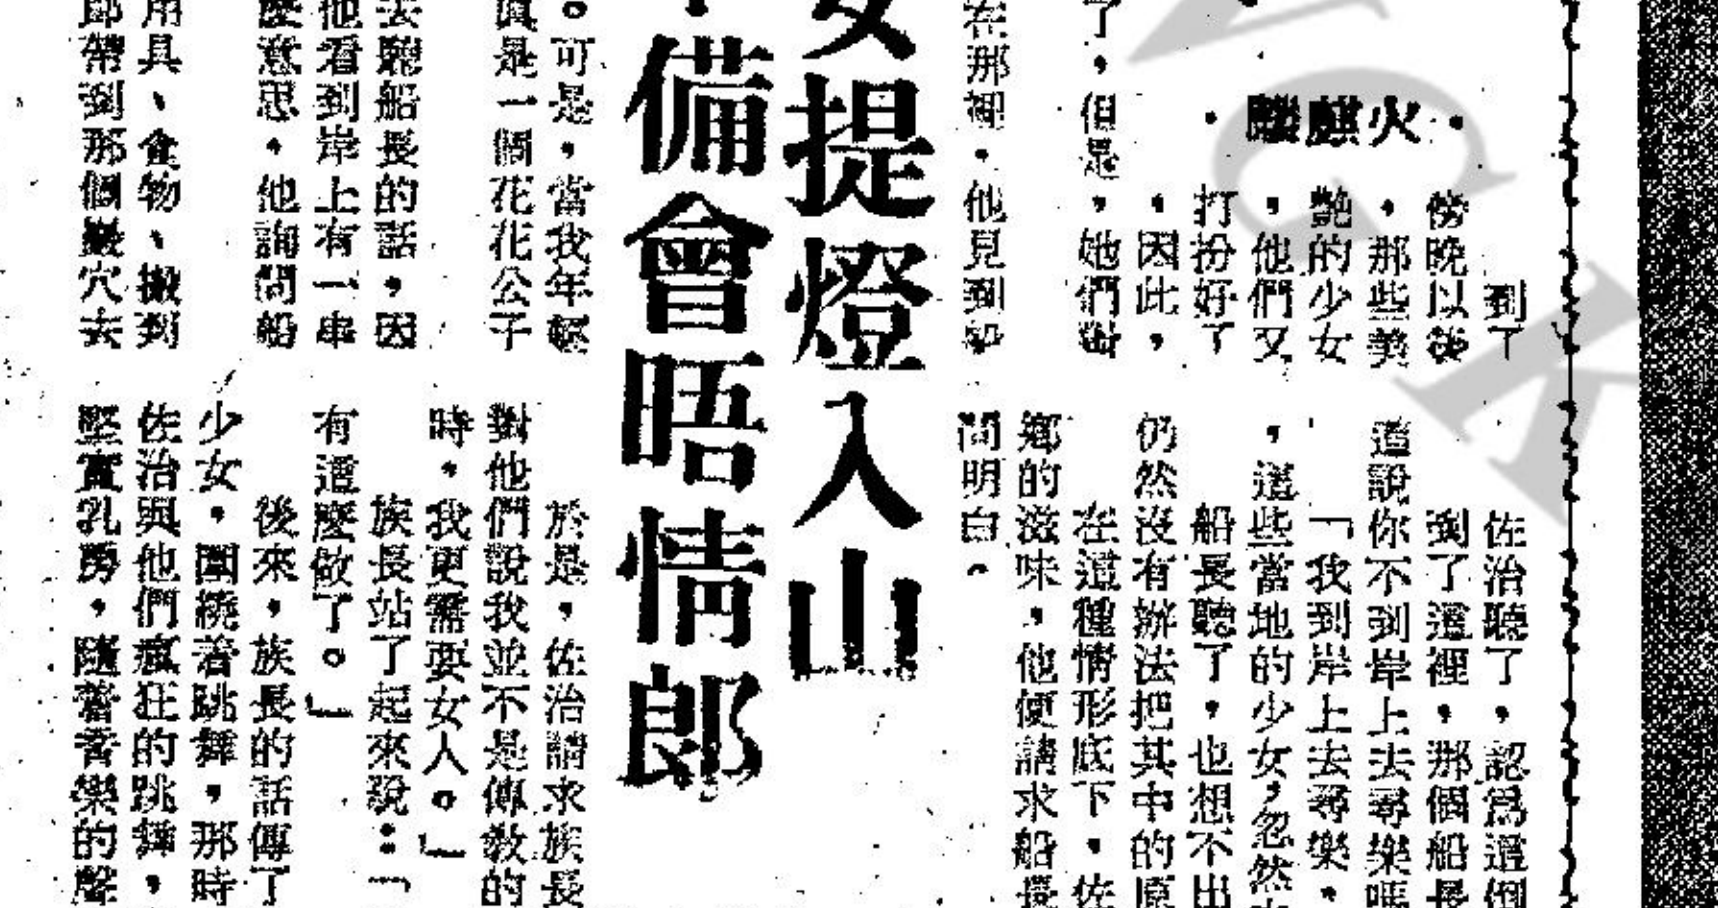 ．火麒麟．
到了
傍晚以後
，那些美
艷的少女
，他們又
打扮好了
，因此，
了，但是，她們對
在那裡，他見到船
女提燈入山
備會晤情郎
。可是，當我年輕
真是一個花花公子
去聽船長的話，因
他看到岸上有一串
麼意思，他詢問船
用具、食物、搬到
郎帶到那個巖穴去
佐治聽了，認為這倒
到了這裡，那個船長
道說你不到岸上去尋樂嗎
「我到岸上去尋樂，
，這些當地的少女，忽然
船長聽了，也想不出
仍然沒有辦法把其中的原
在這種情形底下，佐
鄉的滋味，他便請求船長
問明白。
於是，佐治請求族長
對他們說我並不是傳教的
時，我更需要女人。」
族長站了起來說：「
有這麼做了。」
後來，族長的話傳了
少女，圍繞著跳舞，那時
佐治與他們瘋狂的跳舞，
堅實乳房，隨著音樂的聲